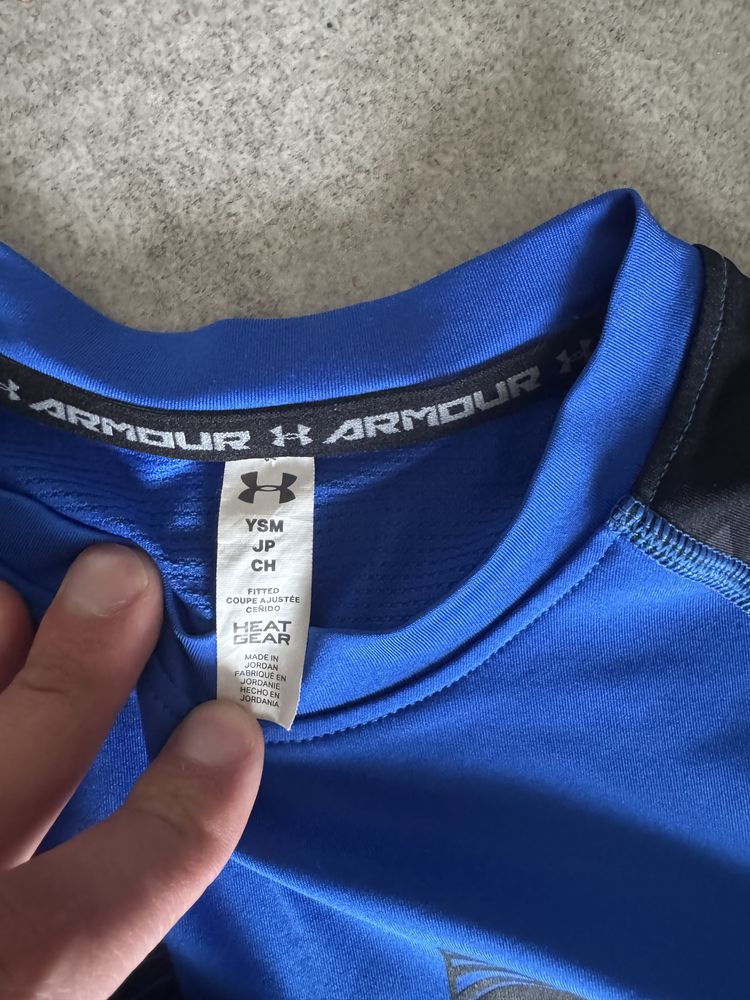 ARMOUR ARMOUR
YSM
JP
CH
FITTED
COUPE AJUSTÉE
CEÑIDO
HEAT
GEAR
MADE IN
JORDAN
FABRIQUÉ EN
JORDANIE
HECHO EN
JORDANIA